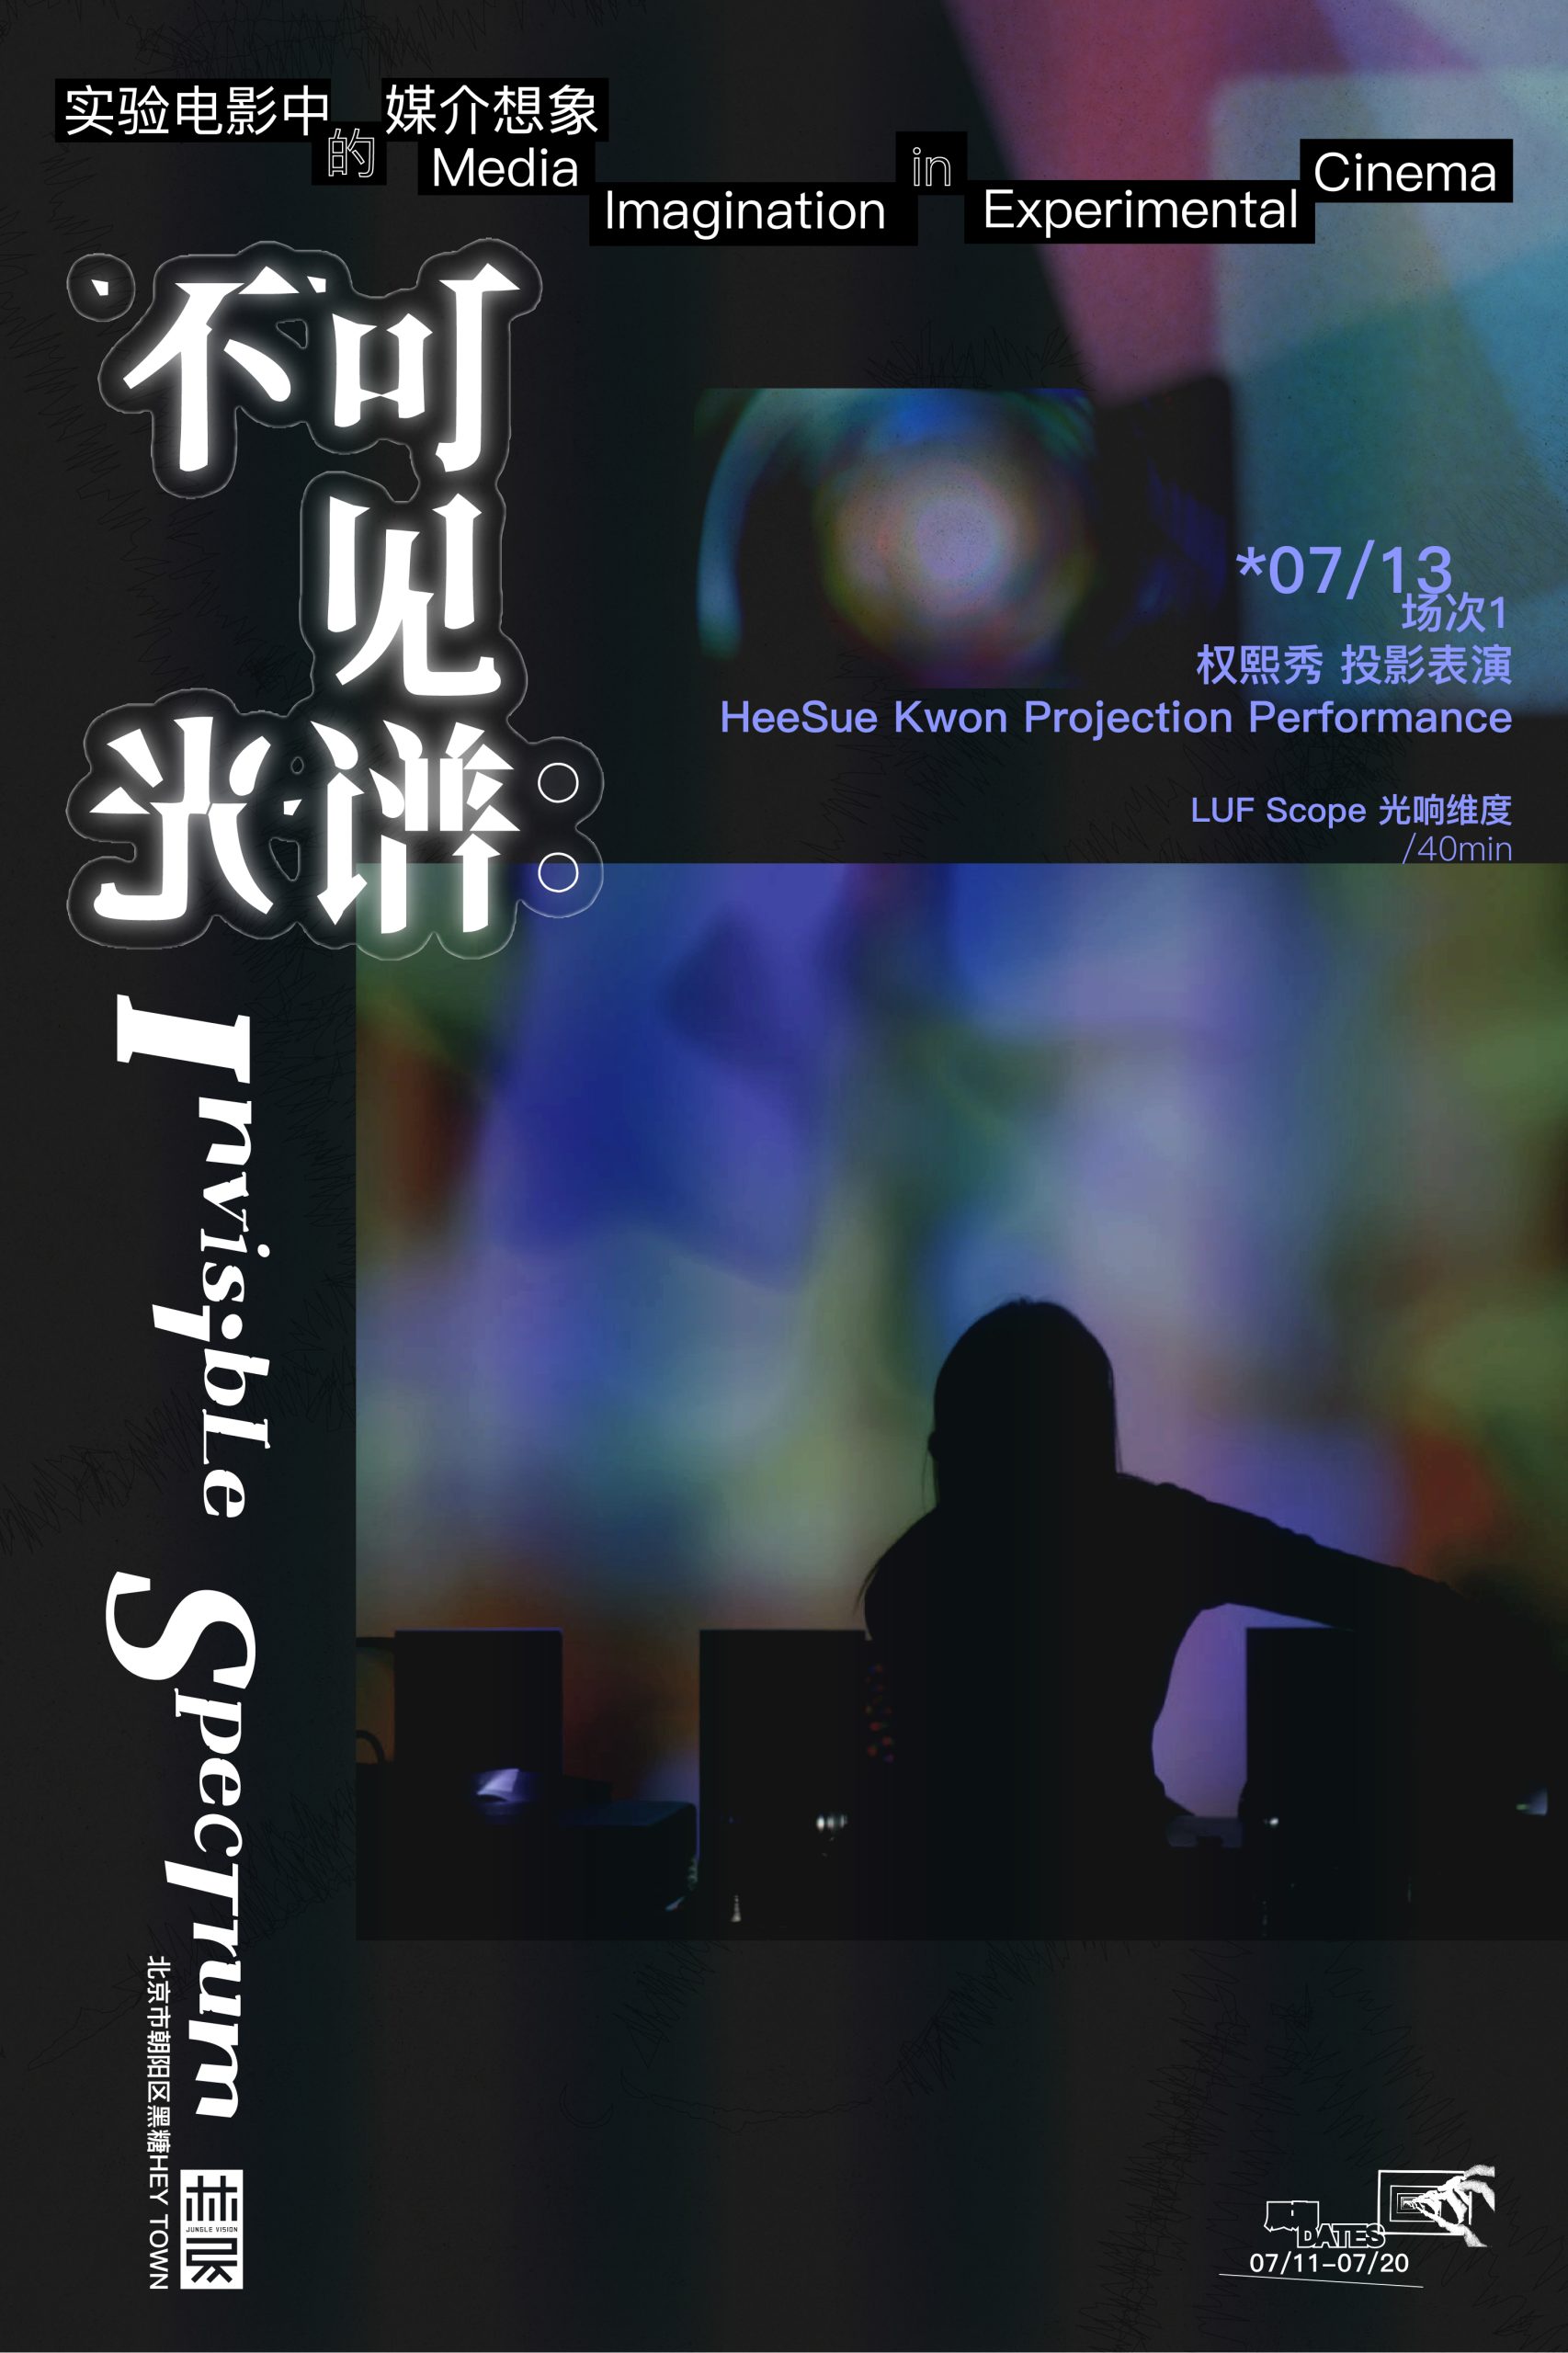 实验电影中的媒介想象
Media Imagination in Experimental Cinema
不可见光谱:
InvisibLe SpecTrum
*07/13
场次1
权熙秀 投影表演
HeeSue Kwon Projection Performance
LUF Scope 光响维度
/40min
北京市朝阳区黑糖HEY TOWN
JUNGLE VISION
DATES
07/11-07/20